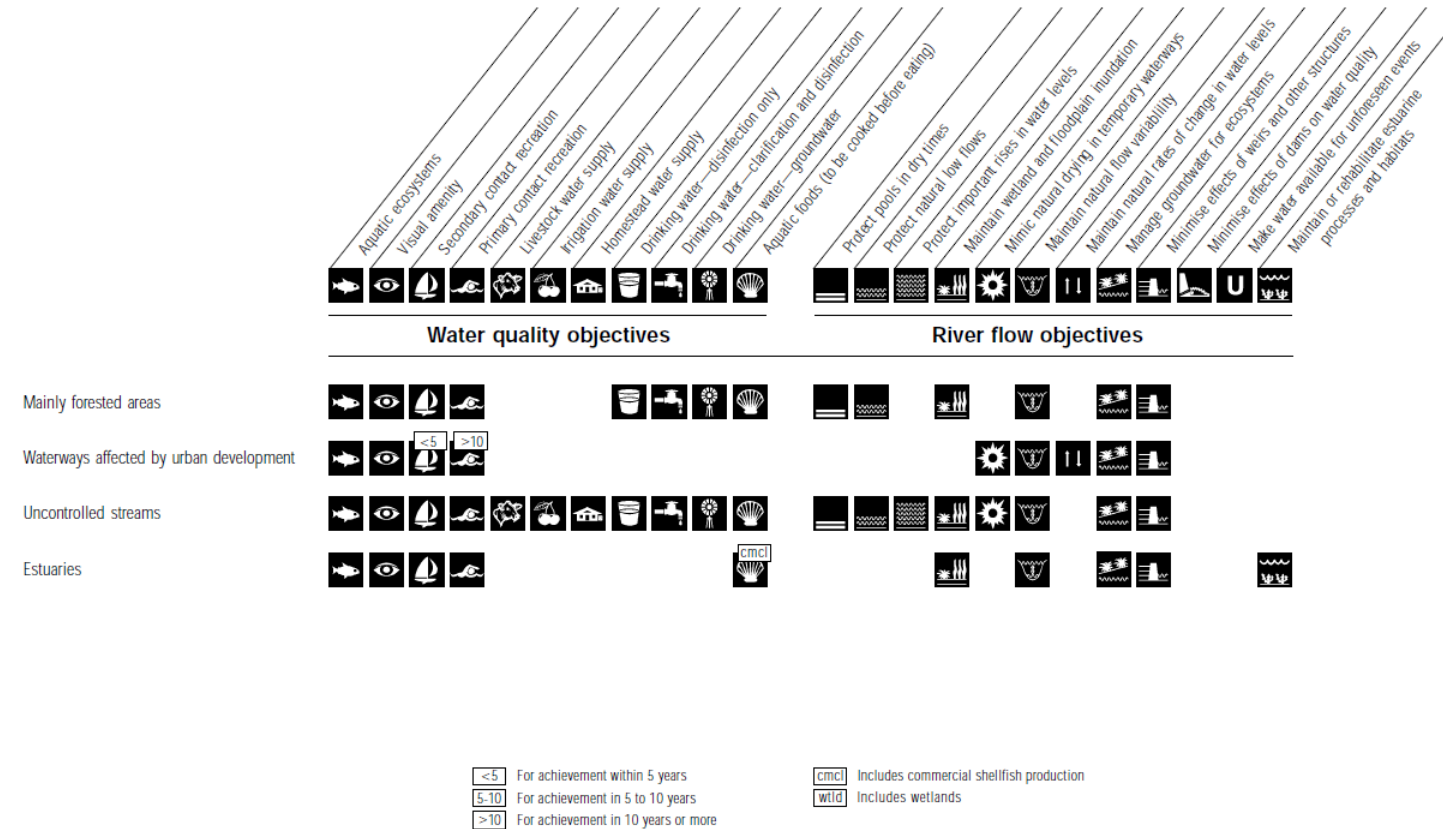 Aquatic ecosystems
Visual amenity
Secondary contact recreation
Primary contact recreation
Livestock water supply
Irrigation water supply
Homestead water supply
Drinking water—disinfection only
Drinking water—clarification and disinfection
Drinking water—groundwater
Aquatic foods (to be cooked before eating)
Protect pools in dry times
Protect natural low flows
Protect important rises in water levels
Maintain wetland and floodplain inundation
Mimic natural drying in temporary waterways
Maintain natural flow variablility
Maintain natural rates of change in water levels
Manage groundwater for ecosystems
Minimise effects of weirs and other structures
Minimise effects of dams on water quality
Make water available for unforeseen events
Maintain or rehabilitate estuarine
processes and habitats
U
Water quality objectives
River flow objectives
Mainly forested areas
<5
>10
Waterways affected by urban development
Uncontrolled streams
cmcl
Estuaries
<5 For achievement within 5 years
5-10 For achievement in 5 to 10 years
>10 For achievement in 10 years or more
cmcl Includes commercial shellfish production
wtld Includes wetlands